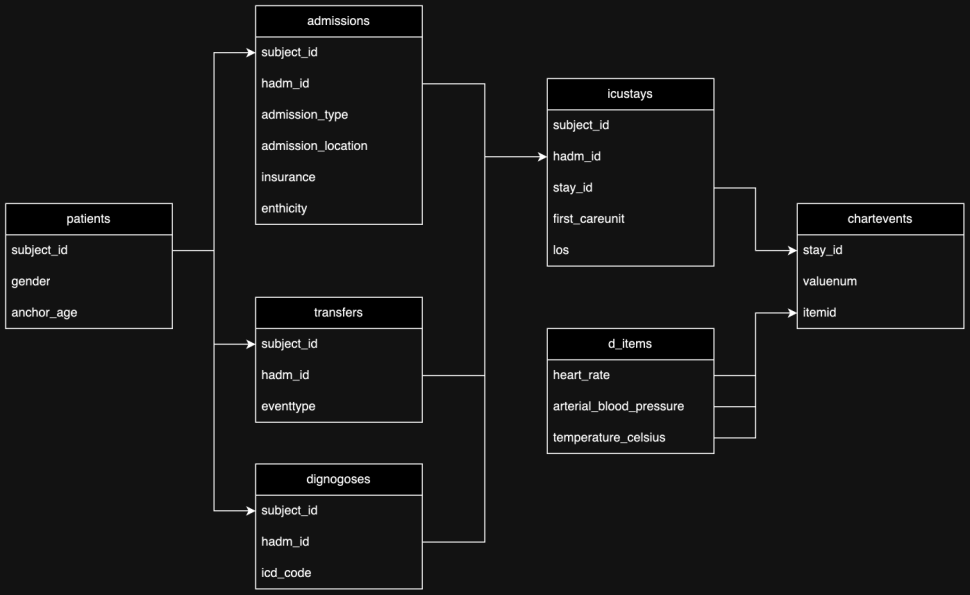 admissions
subject_id
hadm_id
admission_type
admission_location
insurance
enthicity
patients
subject_id
gender
anchor_age
transfers
subject_id
hadm_id
eventtype
dignogoses
subject_id
hadm_id
icd_code
icustays
subject_id
hadm_id
stay_id
first_careunit
los
d_items
heart_rate
arterial_blood_pressure
temperature_celsius
chartevents
stay_id
valuenum
itemid